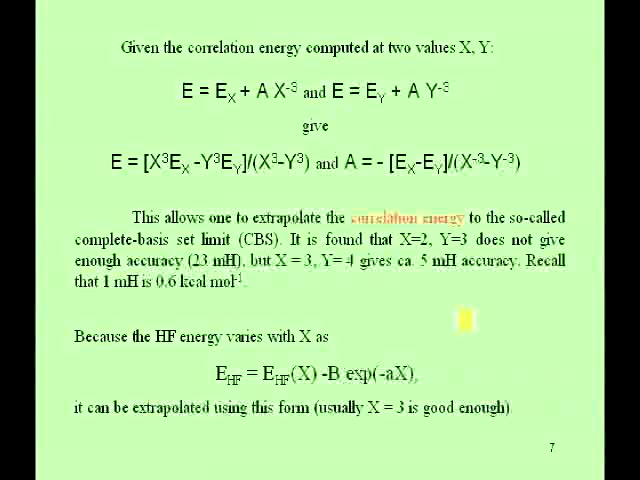 Given the correlation energy computed at two values X, Y:
E = E_X + A X⁻³ and E = E_Y + A Y⁻³
give
E = [X³E_X -Y³E_Y]/(X³-Y³) and A = - [E_X-E_Y]/(X⁻³-Y⁻³)
This allows one to extrapolate the correlation energy to the so-called
complete-basis set limit (CBS). It is found that X=2, Y=3 does not give
enough accuracy (23 mH), but X = 3, Y= 4 gives ca. 5 mH accuracy. Recall
that 1 mH is 0.6 kcal mol⁻¹.
Because the HF energy varies with X as
E_HF = E_HF(X) -B exp(-aX),
it can be extrapolated using this form (usually X = 3 is good enough).
7